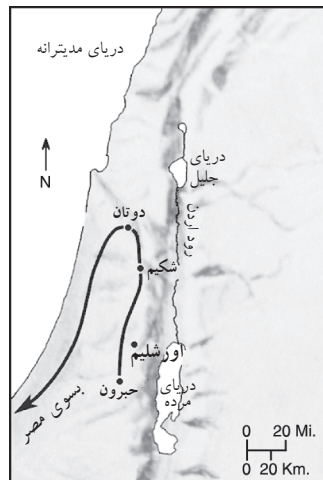 دریای مدیترانه
N
دریای
جلیل
رود اردن
دوتان
شکیم
اورشلیم
حبرون
دریای
مرده
بسوی مصر
0 20 Mi.
0 20 Km.